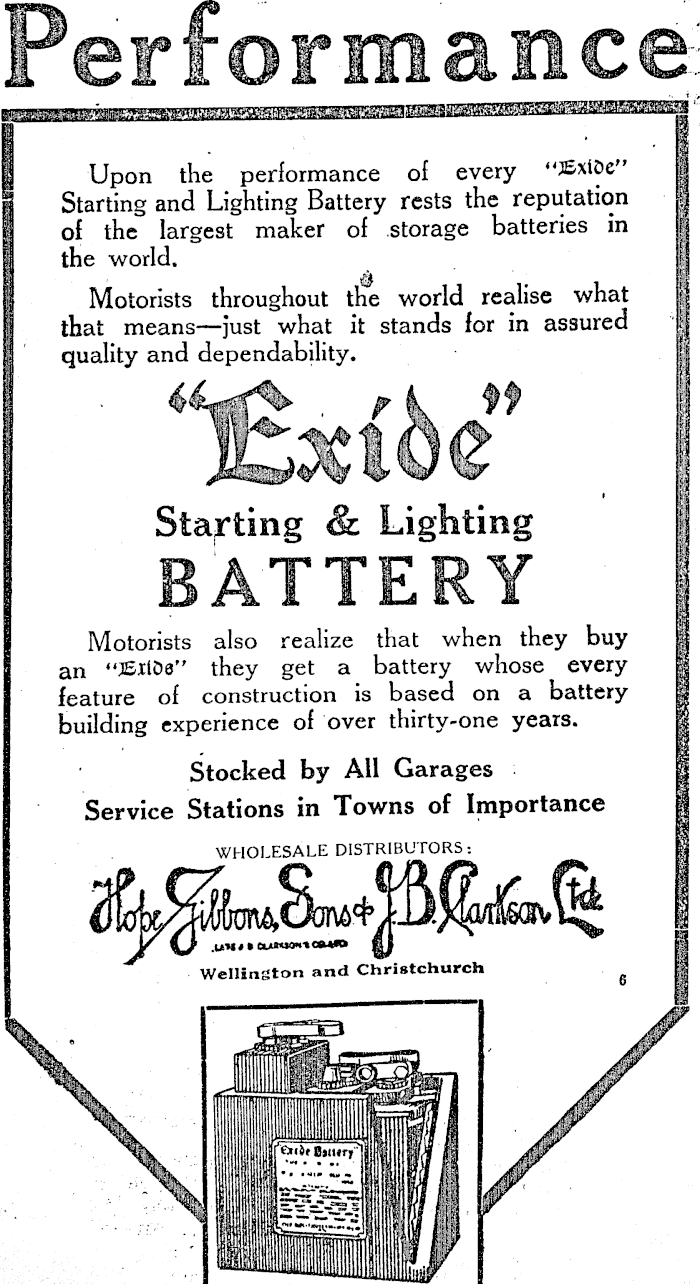 Performance
Upon the performance of every "Exide"
Starting and Lighting Battery rests the reputation
of the largest maker of storage batteries in
the world.
Motorists throughout the world realise what
that means—just what it stands for in assured
quality and dependability.
"Exide"
Starting & Lighting
BATTERY
Motorists also realize that when they buy
an "Exide" they get a battery whose every
feature of construction is based on a battery
building experience of over thirty-one years.
Stocked by All Garages
Service Stations in Towns of Importance
WHOLESALE DISTRIBUTORS:
Hope Gibbons, Sons & J.B. Clarkson Ltd.
Wellington and Christchurch
6
Exide Battery